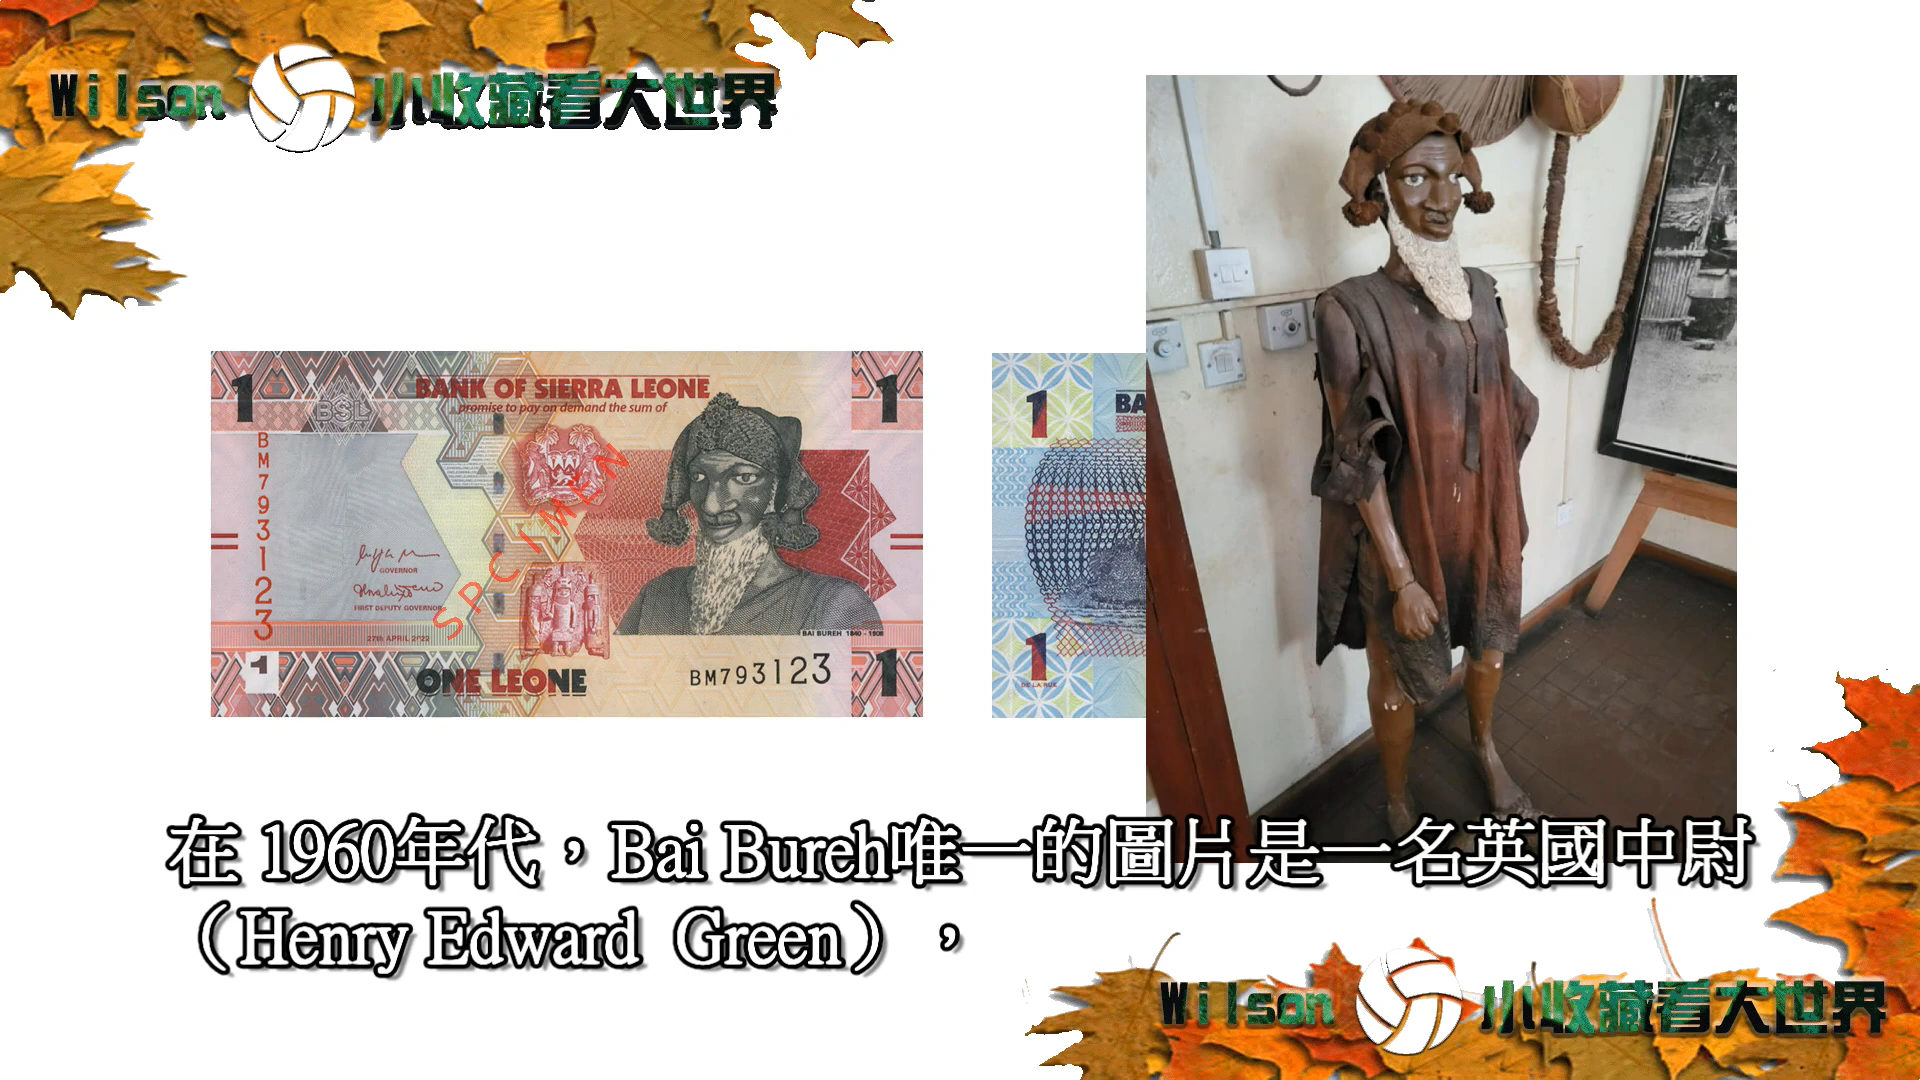 Wilson 小收藏看大世界
1 BANK OF SIERRA LEONE 1
promise to pay on demand the sum of
BSL
BM793123
SPECIMEN
GOVERNOR
FIRST DEPUTY GOVERNOR
27th APRIL 2022
BAI BUREH 1840 - 1908
1 ONE LEONE BM793123 1
1 BA
1
DE LA RUE
在 1960年代，Bai Bureh唯一的圖片是一名英國中尉
（Henry Edward Green），
Wilson 小收藏看大世界